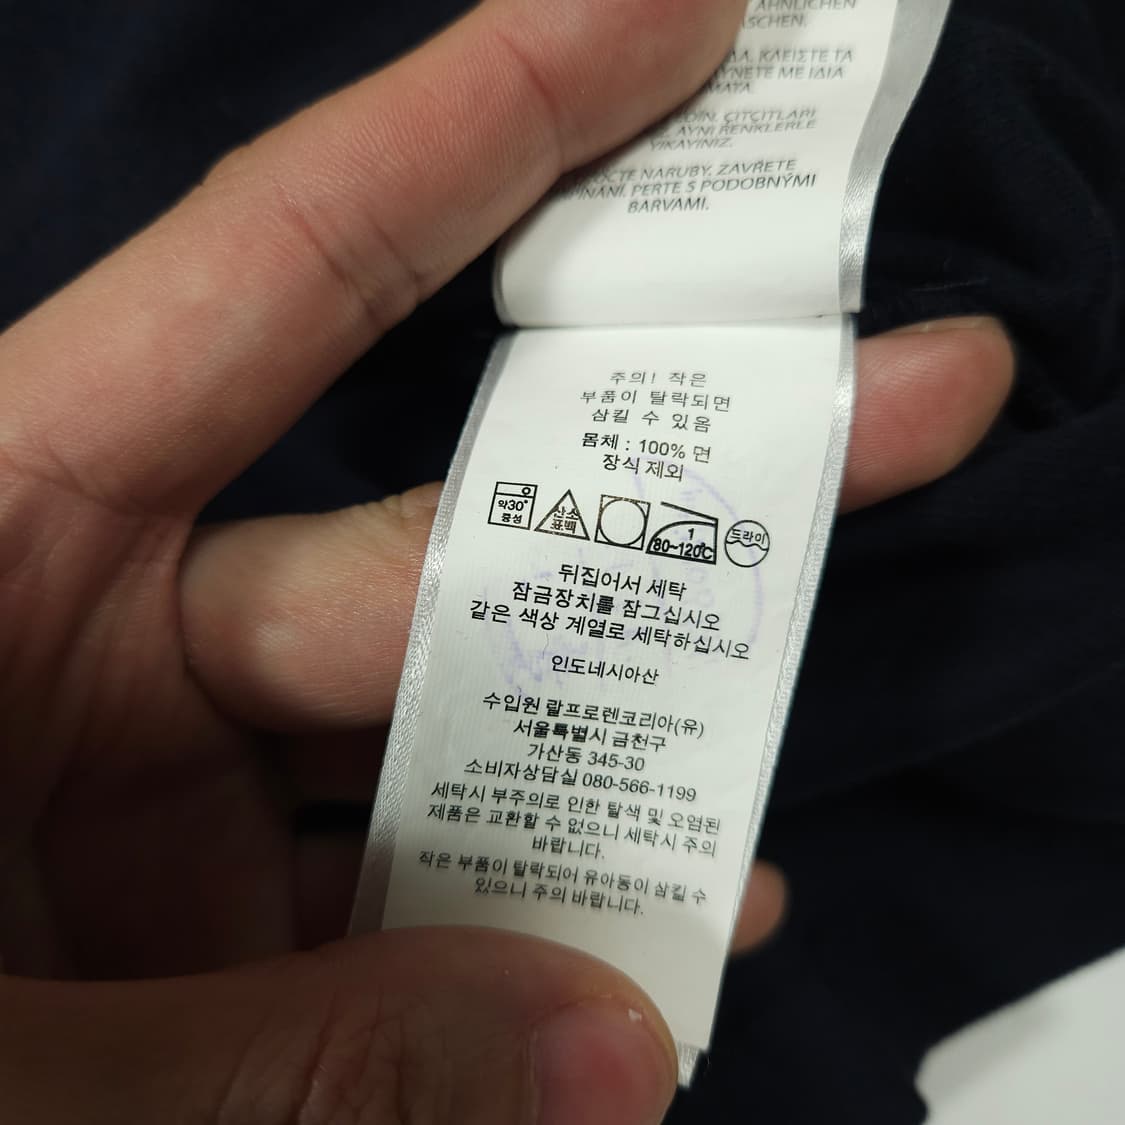 ÄHNLICHEN
ΚΛΕΙΣΤΕ ΤΑ
ΜΕ ΙΔΙΑ
ÇITÇITLARI
AYNI RENKLERLE
YIKAYINIZ.
NARUBY, ZAVŘETE
PERTE S PODOBNÝMI
BARVAMI.
주의! 작은
부품이 탈락되면
삼킬 수 있음
몸체 : 100% 면
장식 제외
약30°
중성
산소
표백
1
80~120℃
드라이
뒤집어서 세탁
잠금장치를 잠그십시오
같은 색상 계열로 세탁하십시오
인도네시아산
수입원 랄프로렌코리아(유)
서울특별시 금천구
가산동 345-30
소비자상담실 080-566-1199
세탁시 부주의로 인한 탈색 및 오염된
제품은 교환할 수 없으니 세탁시 주의
바랍니다.
작은 부품이 탈락되어 유아동이 삼킬 수
있으니 주의 바랍니다.